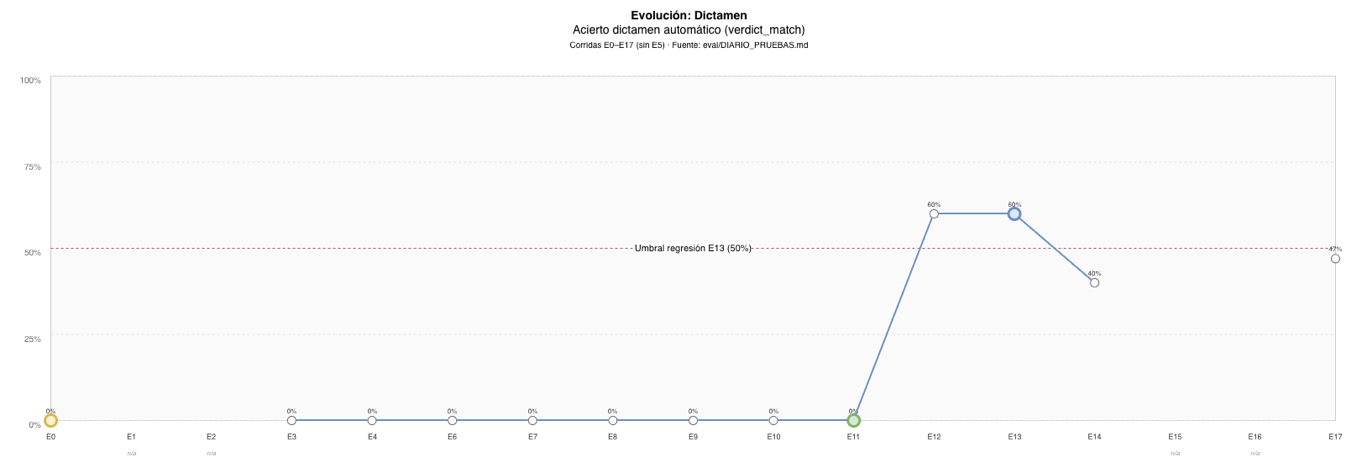 Evolución: Dictamen
Acierto dictamen automático (verdict_match)
Corridas E0–E17 (sin E5) · Fuente: eval/DIARIO_PRUEBAS.md
100%
75%
60% 60%
Umbral regresión E13 (50%)
50%
47%
40%
25%
0% 0% 0% 0% 0% 0% 0% 0% 0%
0%
E0 E1 E2 E3 E4 E6 E7 E8 E9 E10 E11 E12 E13 E14 E15 E16 E17
n/a n/a n/a n/a